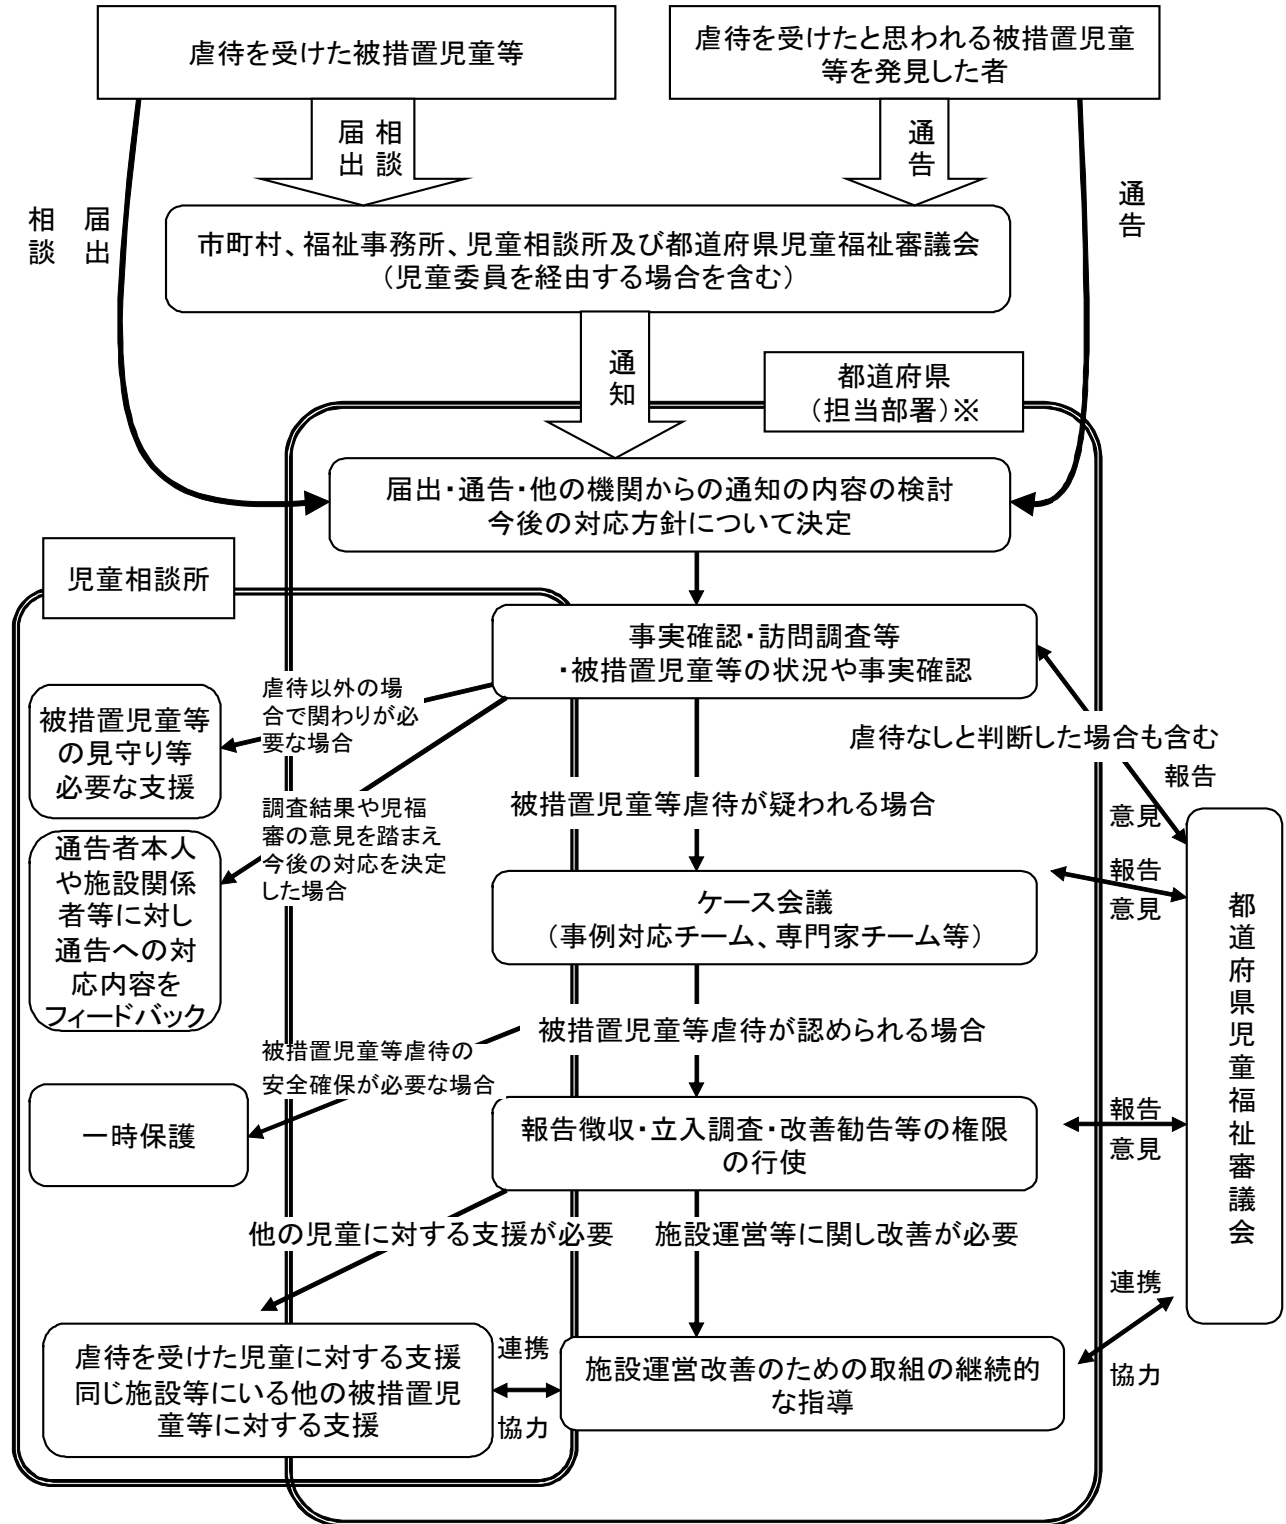 虐待を受けた被措置児童等
虐待を受けたと思われる被措置児童
等を発見した者
届出
相談
通告
相談
届出
通告
市町村、福祉事務所、児童相談所及び都道府県児童福祉審議会
（児童委員を経由する場合を含む）
通知
都道府県
（担当部署）※
届出・通告・他の機関からの通知の内容の検討
今後の対応方針について決定
児童相談所
事実確認・訪問調査等
・被措置児童等の状況や事実確認
虐待以外の場
合で関わりが必
要な場合
被措置児童等
の見守り等
必要な支援
虐待なしと判断した場合も含む
報告
意見
被措置児童等虐待が疑われる場合
調査結果や児福
審の意見を踏まえ
今後の対応を決定
した場合
通告者本人
や施設関係
者等に対し
通告への対
応内容を
フィードバック
ケース会議
（事例対応チーム、専門家チーム等）
報告
意見
都道府県児童福祉審議会
被措置児童等虐待が認められる場合
被措置児童等虐待の
安全確保が必要な場合
一時保護
報告徴収・立入調査・改善勧告等の権限
の行使
報告
意見
他の児童に対する支援が必要
施設運営等に関し改善が必要
連携
協力
虐待を受けた児童に対する支援
同じ施設等にいる他の被措置児
童等に対する支援
連携
協力
施設運営改善のための取組の継続的
な指導